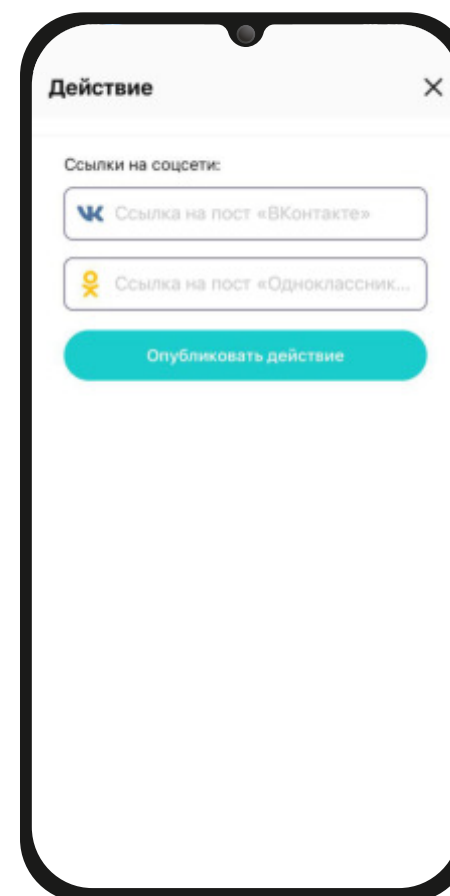 Действие
Ссылки на соцсети:
Ссылка на пост «ВКонтакте»
Ссылка на пост «Одноклассник...
Опубликовать действие